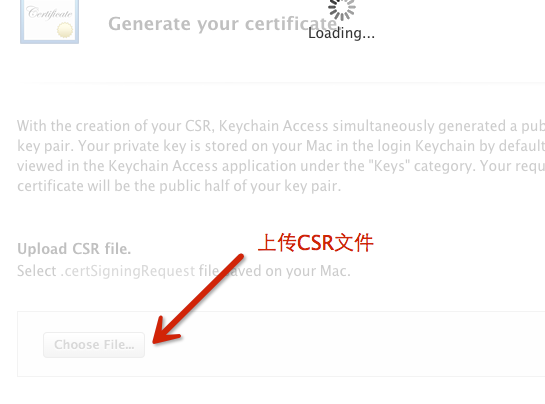 Certificate
Generate your certificate.
Loading...
With the creation of your CSR, Keychain Access simultaneously generated a pub
key pair. Your private key is stored on your Mac in the login Keychain by default
viewed in the Keychain Access application under the "Keys" category. Your requ
certificate will be the public half of your key pair.
上传CSR文件
Upload CSR file.
Select .certSigningRequest file saved on your Mac.
Choose File...